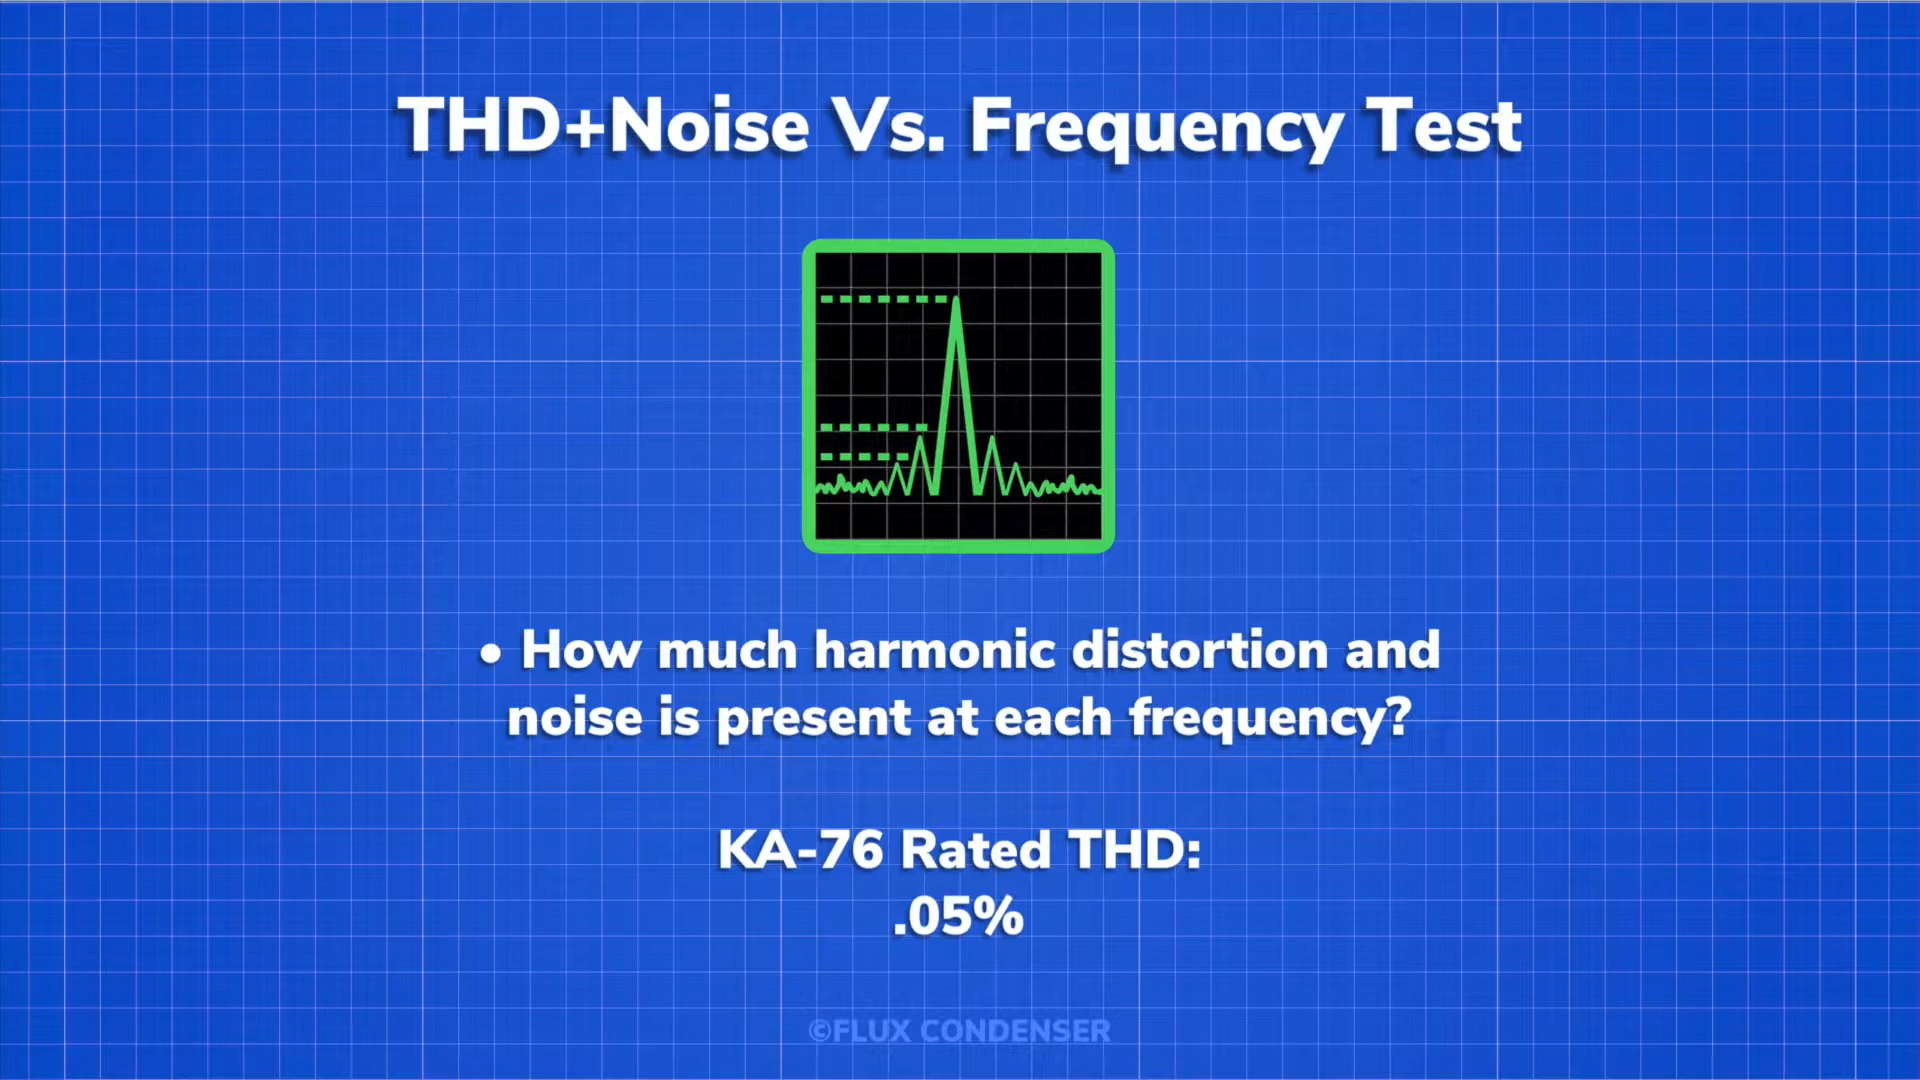 THD+Noise Vs. Frequency Test
• How much harmonic distortion and
noise is present at each frequency?
KA-76 Rated THD:
.05%
©FLUX CONDENSER